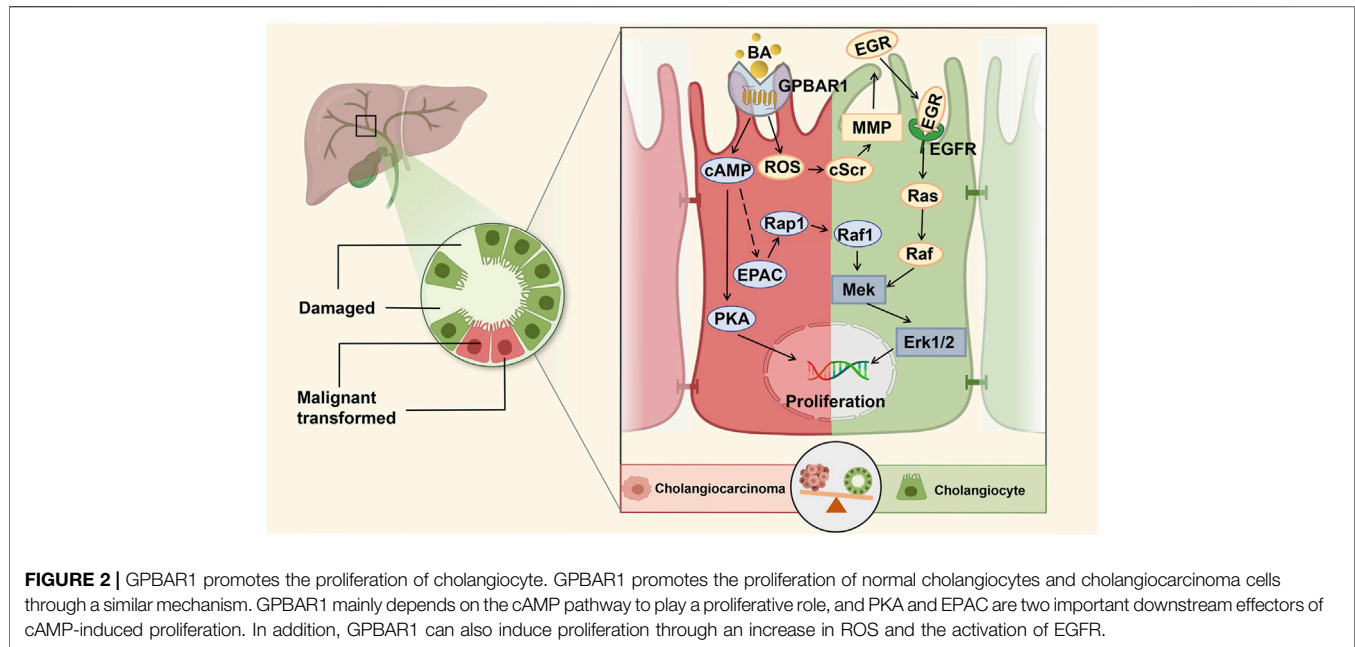 BA
GPBAR1
EGR
EGR
EGFR
MMP
cAMP
ROS
cScr
Ras
Rap1
Raf1
Raf
EPAC
Mek
PKA
Erk1/2
Proliferation
Damaged
Malignant
transformed
Cholangiocarcinoma
Cholangiocyte
FIGURE 2 | GPBAR1 promotes the proliferation of cholangiocyte. GPBAR1 promotes the proliferation of normal cholangiocytes and cholangiocarcinoma cells
through a similar mechanism. GPBAR1 mainly depends on the cAMP pathway to play a proliferative role, and PKA and EPAC are two important downstream effectors of
cAMP-induced proliferation. In addition, GPBAR1 can also induce proliferation through an increase in ROS and the activation of EGFR.